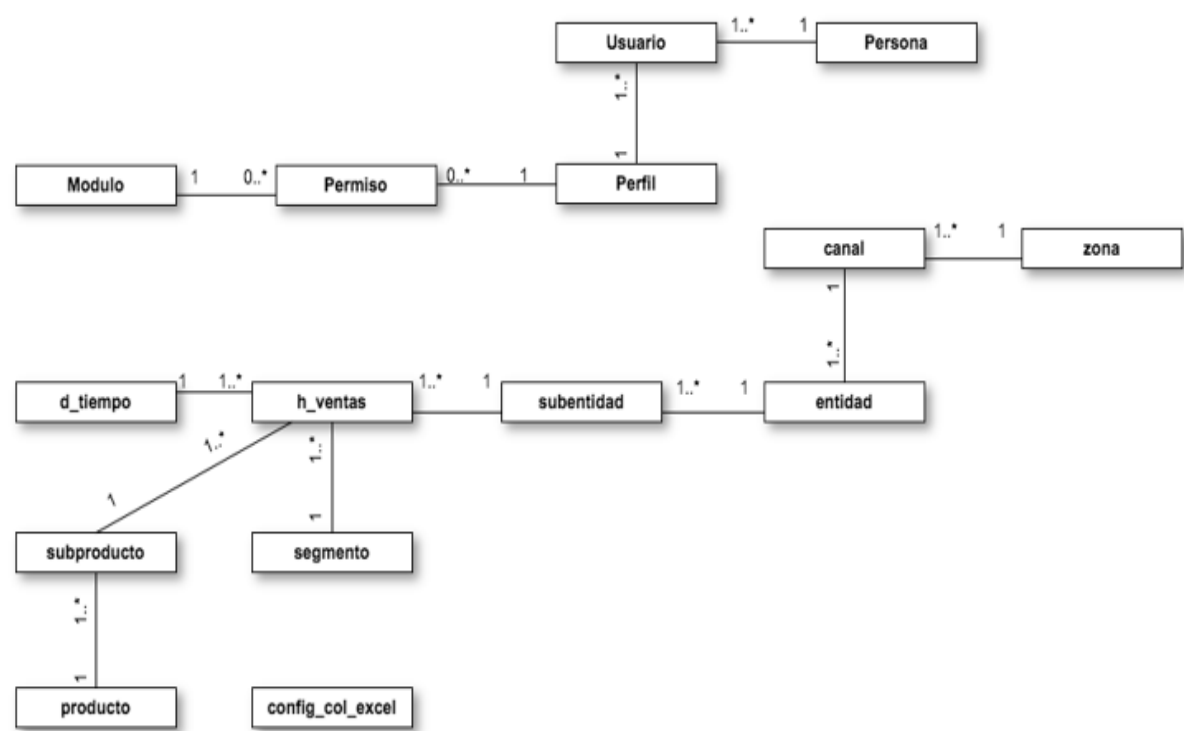 Usuario
1..*
1
Persona
1..*
1
Modulo
1
0..*
Permiso
0..*
1
Perfil
canal
1..*
1
zona
1
1..*
d_tiempo
1
1..*
h_ventas
1..*
1
subentidad
1..*
1
entidad
1..*
1
1..*
1
subproducto
segmento
1..*
1
producto
config_col_excel